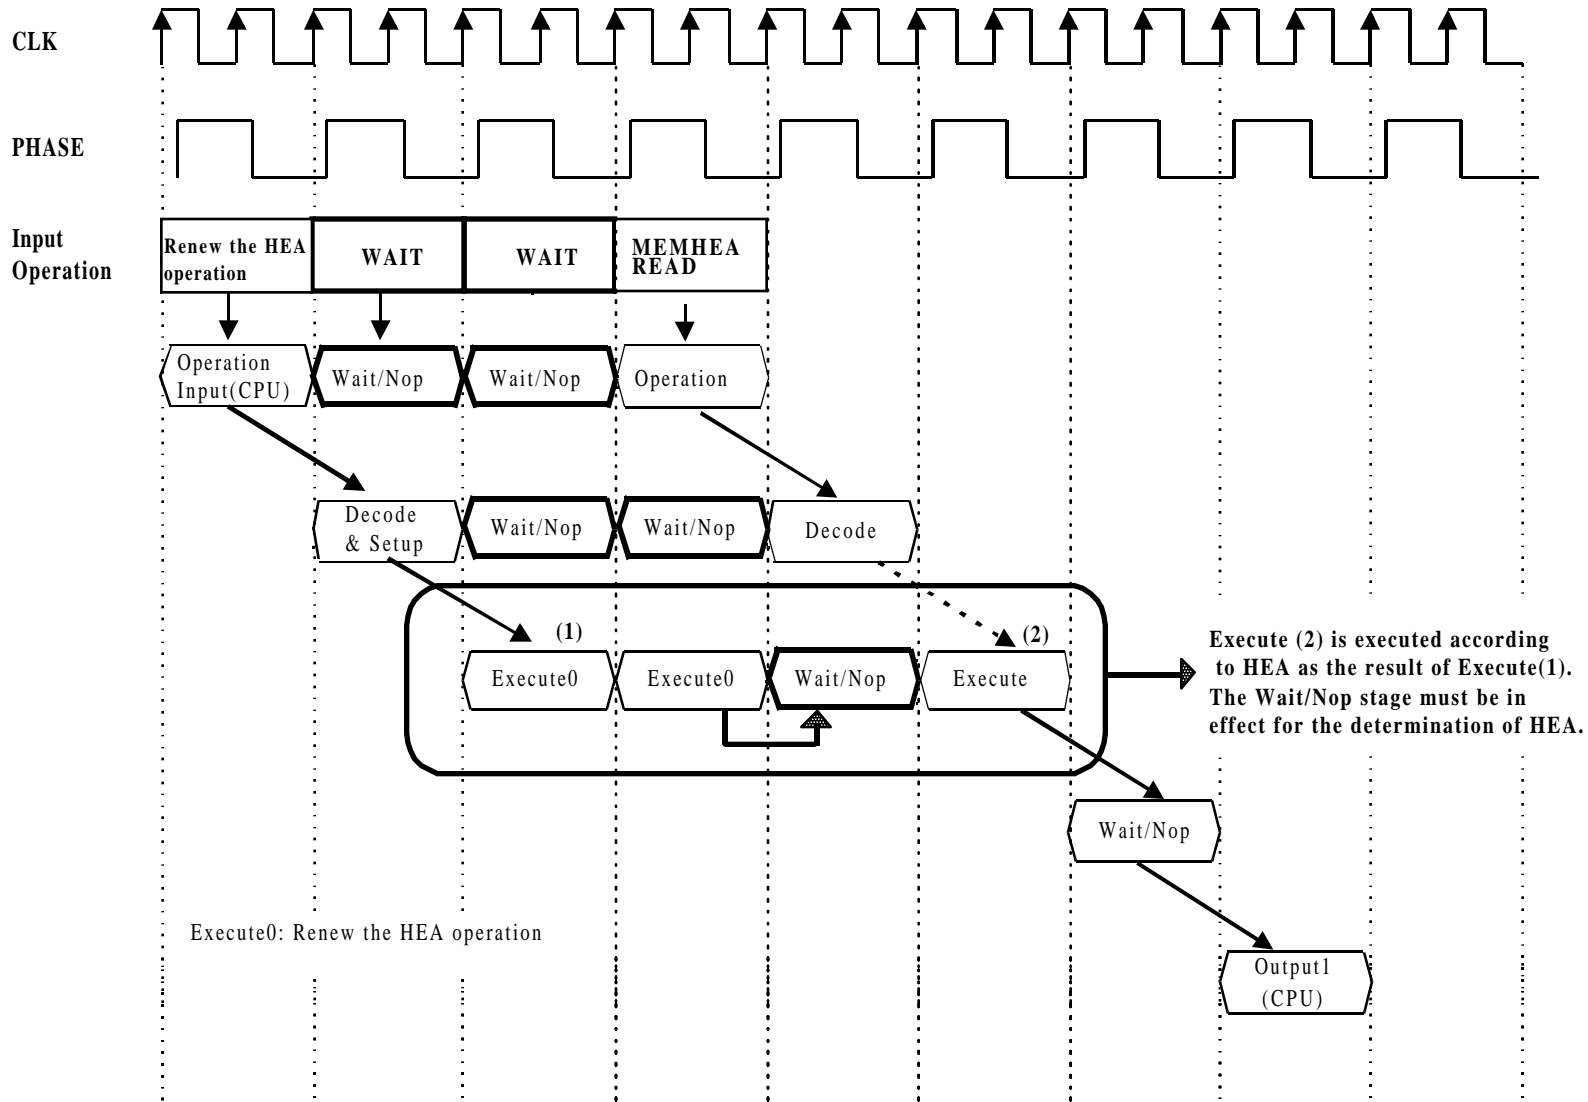 CLK
PHASE
Input
Operation
Renew the HEA
operation
WAIT
WAIT
MEMHEA
READ
Operation
Input(CPU)
Wait/Nop
Wait/Nop
Operation
Decode
& Setup
Wait/Nop
Wait/Nop
Decode
(1)
(2)
Execute0
Execute0
Wait/Nop
Execute
Execute (2) is executed according
to HEA as the result of Execute(1).
The Wait/Nop stage must be in
effect for the determination of HEA.
Wait/Nop
Execute0: Renew the HEA operation
Output1
(CPU)